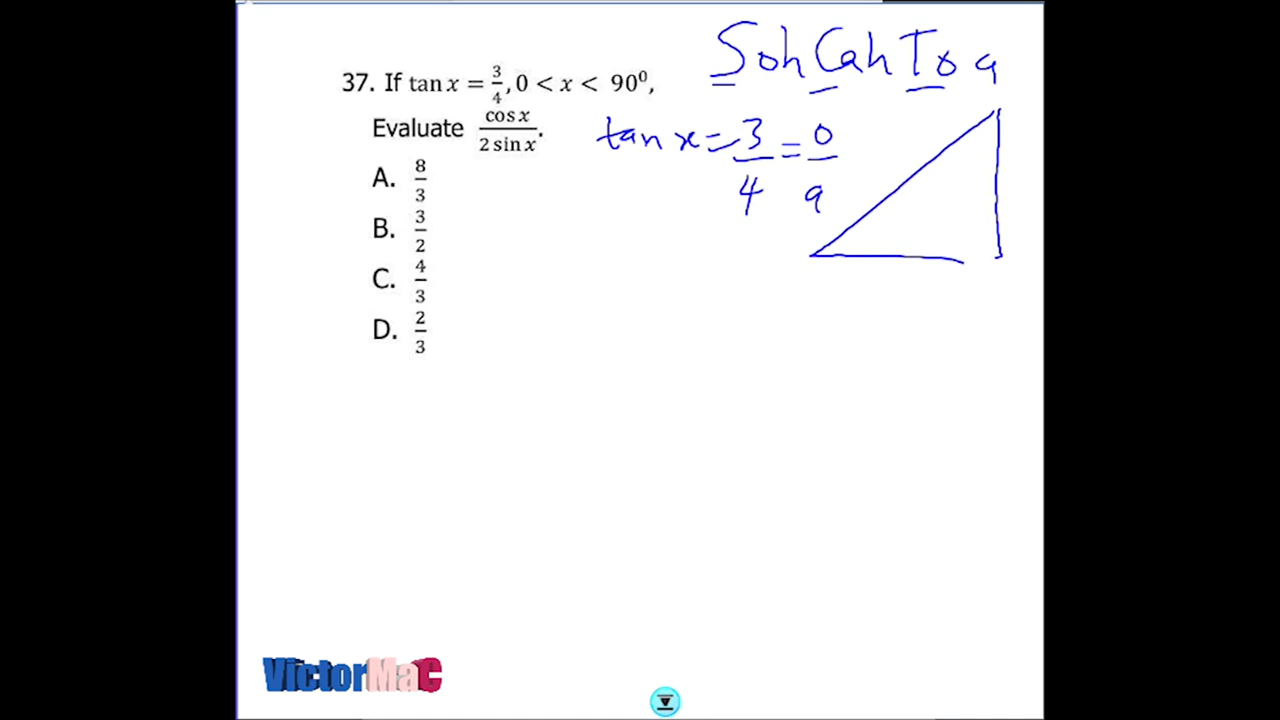 SohCahToa
37. If tan x = 3/4, 0 < x < 90⁰,
Evaluate cos x / 2 sin x.
tan x = 3/4 = o/a
A. 8/3
B. 3/2
C. 4/3
D. 2/3
VictorMaC